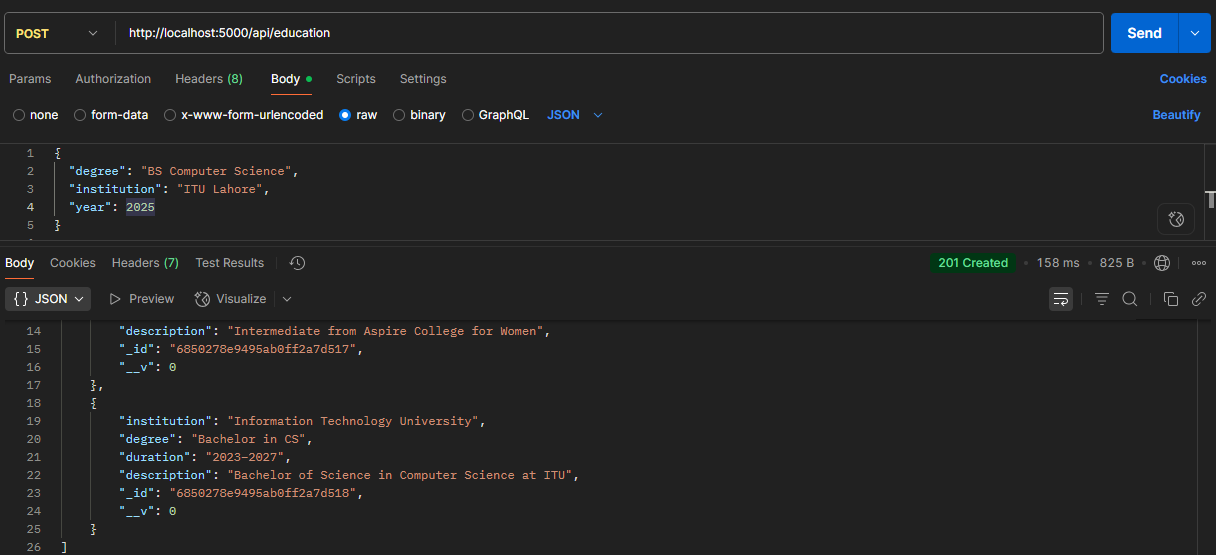 POST http://localhost:5000/api/education Send
Params Authorization Headers (8) Body Scripts Settings Cookies
none form-data x-www-form-urlencoded raw binary GraphQL JSON Beautify
1 {
2 "degree": "BS Computer Science",
3 "institution": "ITU Lahore",
4 "year": 2025
5 }
Body Cookies Headers (7) Test Results 201 Created 158 ms 825 B
{} JSON Preview Visualize
14 "description": "Intermediate from Aspire College for Women",
15 "_id": "6850278e9495ab0ff2a7d517",
16 "__v": 0
17 },
18 {
19 "institution": "Information Technology University",
20 "degree": "Bachelor in CS",
21 "duration": "2023–2027",
22 "description": "Bachelor of Science in Computer Science at ITU",
23 "_id": "6850278e9495ab0ff2a7d518",
24 "__v": 0
25 }
26 ]